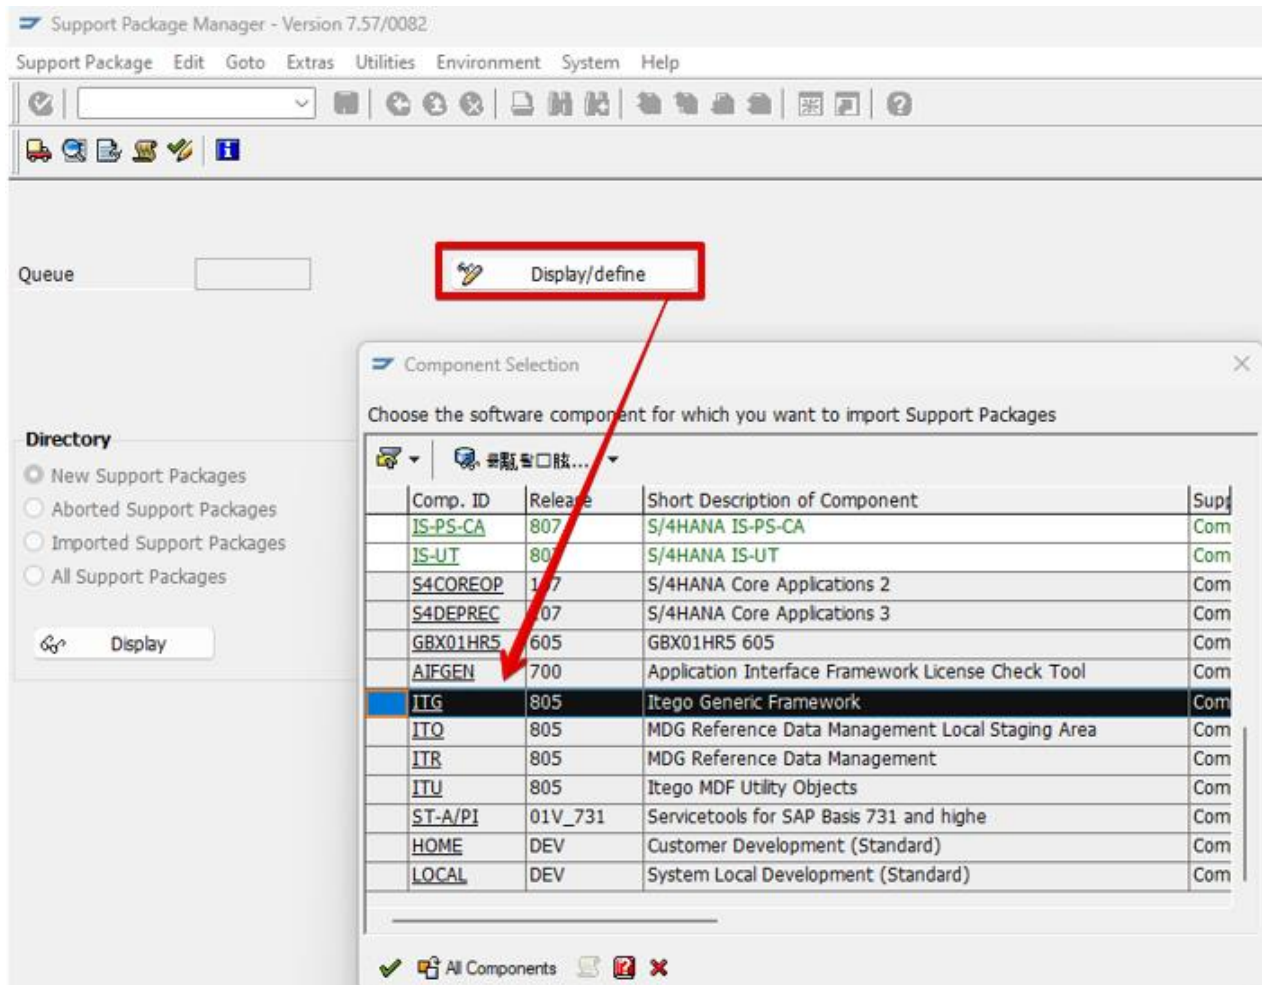 Support Package Manager - Version 7.57/0082
Support Package Edit Goto Extras Utilities Environment System Help
Queue
Display/define
Component Selection
Choose the software component for which you want to import Support Packages
Directory
New Support Packages
Aborted Support Packages
Imported Support Packages
All Support Packages
Display
Comp. ID Release Short Description of Component Supp
IS-PS-CA 807 S/4HANA IS-PS-CA Com
IS-UT S/4HANA IS-UT Com
S4COREOP S/4HANA Core Applications 2 Com
S4DEPREC S/4HANA Core Applications 3 Com
GBX01HR5 605 GBX01HR5 605 Com
AIFGEN 700 Application Interface Framework License Check Tool Com
ITG 805 Itego Generic Framework Com
ITO 805 MDG Reference Data Management Local Staging Area Com
ITR 805 MDG Reference Data Management Com
ITU 805 Itego MDF Utility Objects Com
ST-A/PI 01V_731 Servicetools for SAP Basis 731 and highe Com
HOME DEV Customer Development (Standard) Com
LOCAL DEV System Local Development (Standard) Com
All Components